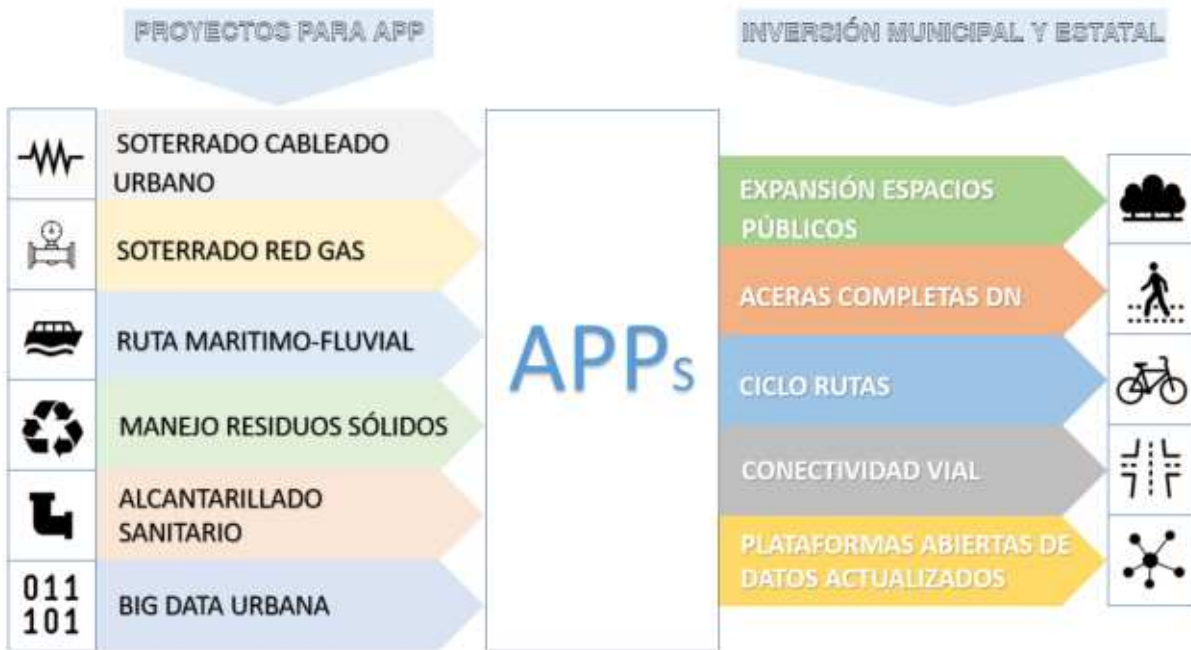 PROYECTOS PARA APP
INVERSIÓN MUNICIPAL Y ESTATAL
SOTERRADO CABLEADO
URBANO
SOTERRADO RED GAS
RUTA MARITIMO-FLUVIAL
MANEJO RESIDUOS SÓLIDOS
ALCANTARILLADO
SANITARIO
011
101
BIG DATA URBANA
APPs
EXPANSIÓN ESPACIOS
PÚBLICOS
ACERAS COMPLETAS DN
CICLO RUTAS
CONECTIVIDAD VIAL
PLATAFORMAS ABIERTAS DE
DATOS ACTUALIZADOS